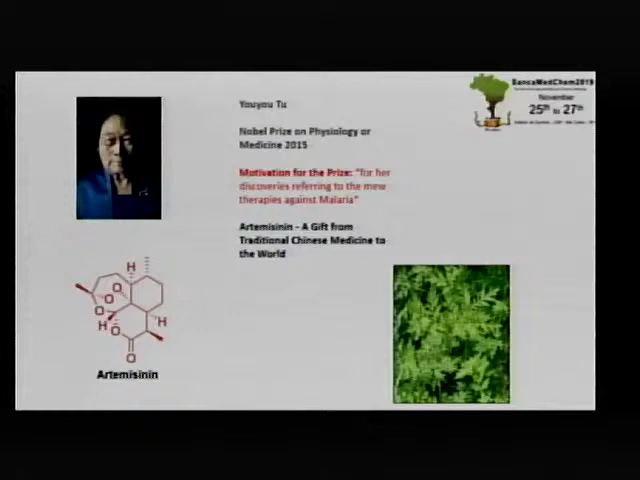 Youyou Tu
Nobel Prize on Physiology or
Medicine 2015
Motivation for the Prize: "for her
discoveries referring to the mew
therapies against Malaria"
Artemisinin - A Gift from
Traditional Chinese Medicine to
the World
BancaMedChem2019
November
25th to 27th
H
O
O
O
H
O
H
O
Artemisinin